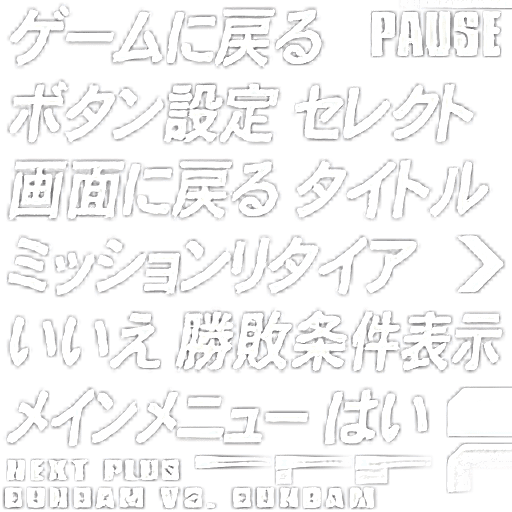 ゲームに戻る PAUSE
ボタン設定 セレクト
画面に戻る タイトル
ミッションリタイア
いいえ 勝敗条件表示
メインメニュー はい
NEXT PLUS
GUNDAM VS. GUNDAM